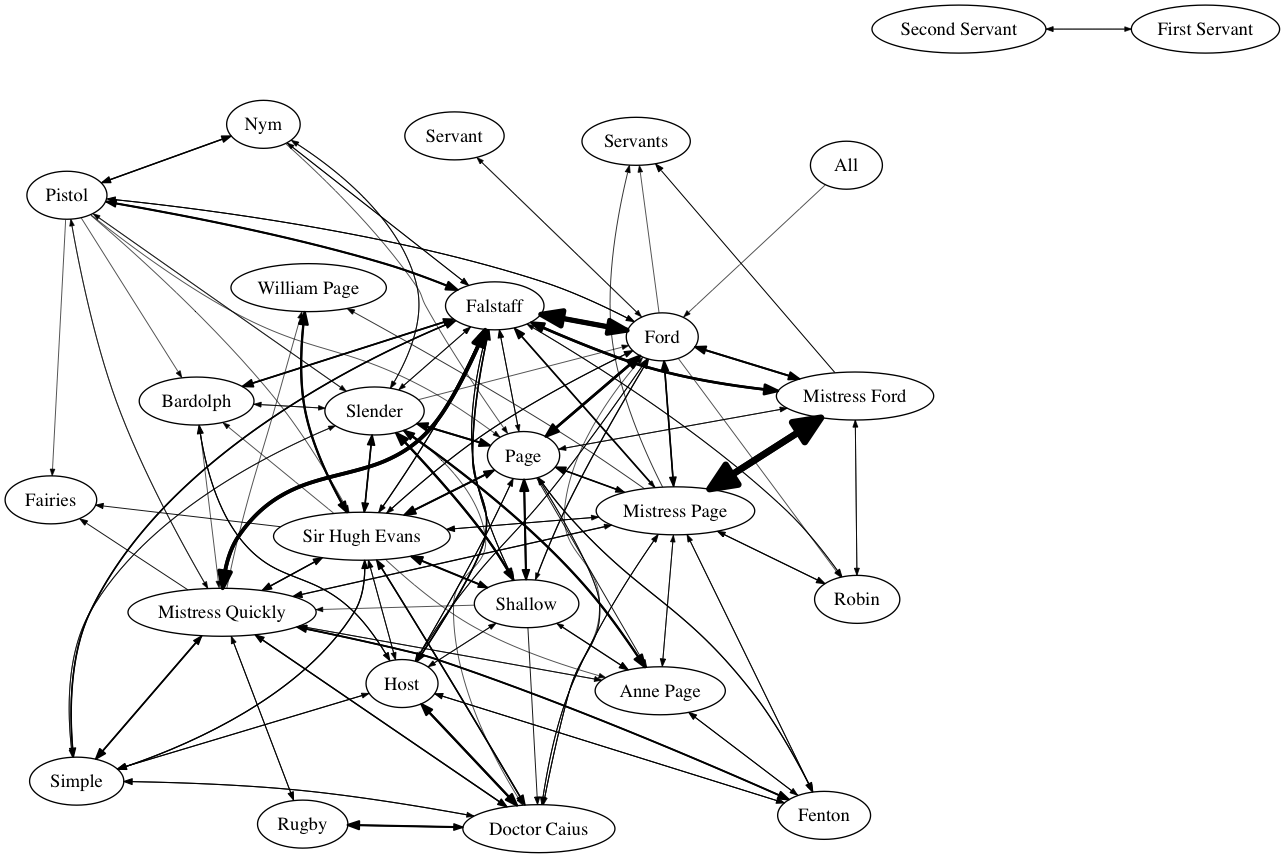 Second Servant
First Servant
Nym
Servant
Servants
All
Pistol
William Page
Falstaff
Ford
Mistress Ford
Bardolph
Slender
Page
Fairies
Sir Hugh Evans
Mistress Page
Mistress Quickly
Shallow
Robin
Host
Anne Page
Simple
Rugby
Doctor Caius
Fenton